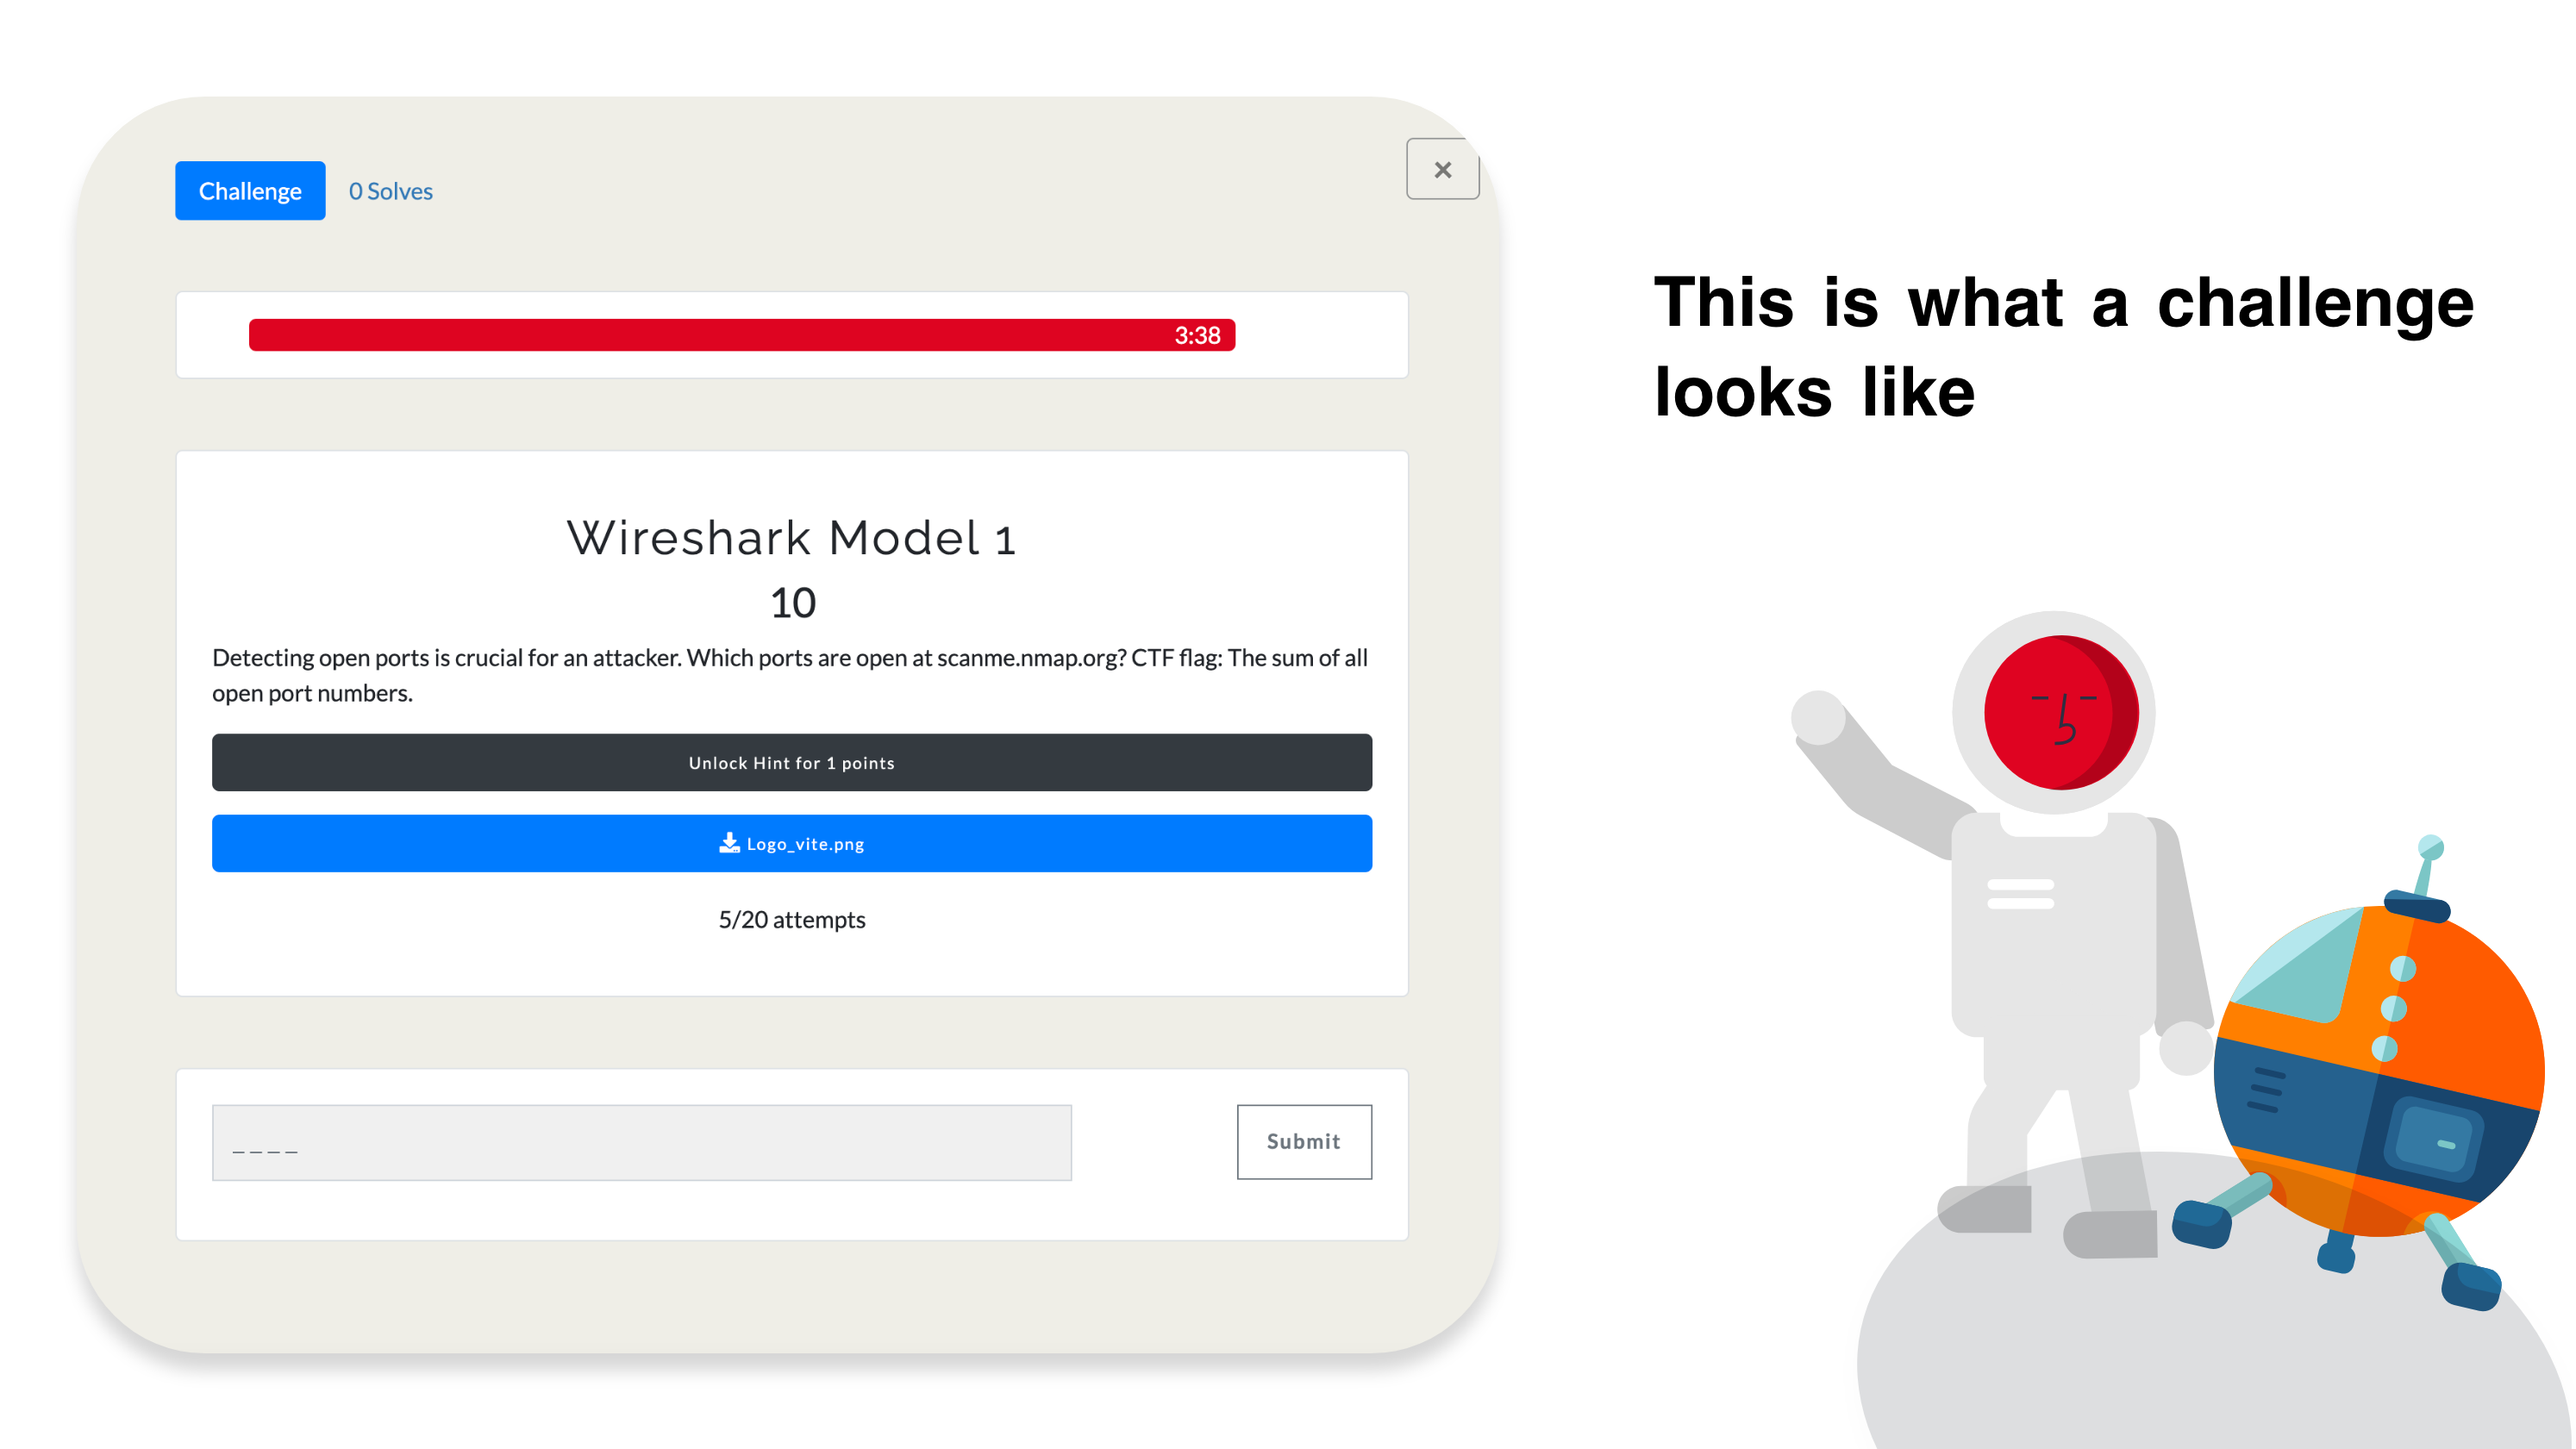 Challenge 0 Solves
×
3:38
This is what a challenge
looks like
Wireshark Model 1
10
Detecting open ports is crucial for an attacker. Which ports are open at scanme.nmap.org? CTF flag: The sum of all
open port numbers.
Unlock Hint for 1 points
Logo_vite.png
5/20 attempts
_ _ _ _
Submit